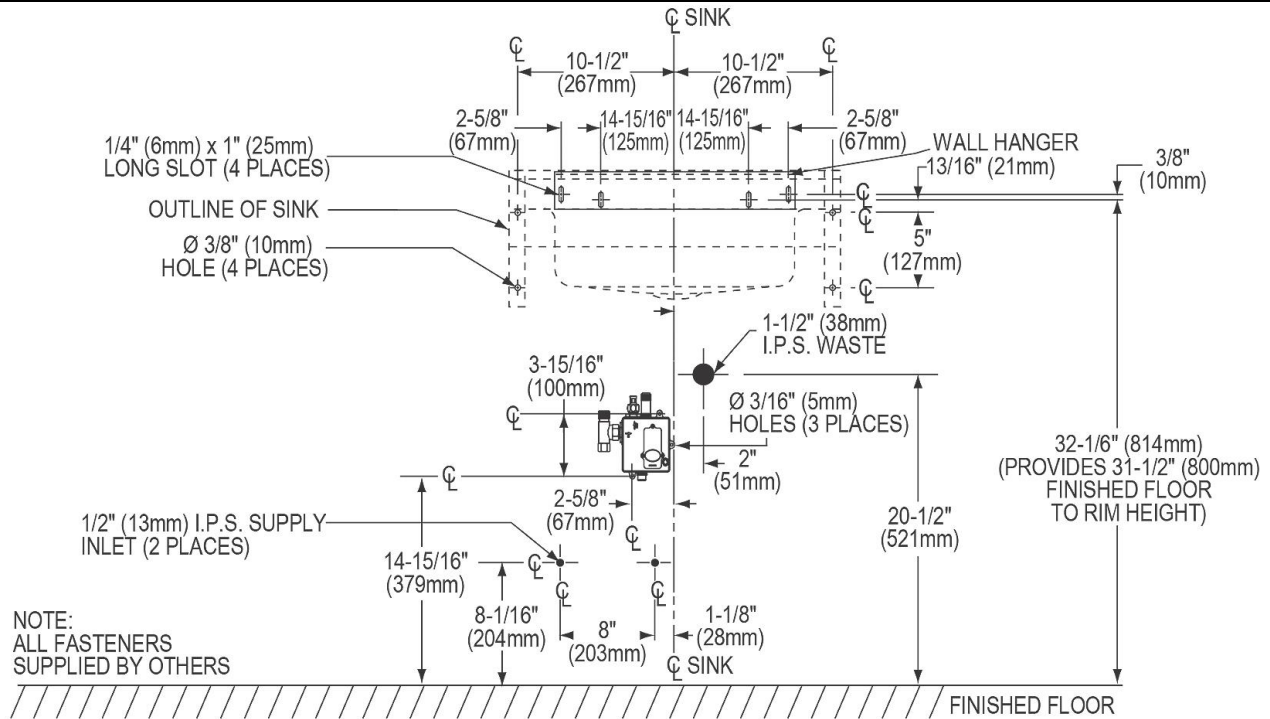 ℄ SINK
℄
℄
10-1/2"
(267mm)
10-1/2"
(267mm)
2-5/8"
(67mm)
14-15/16"
(125mm)
14-15/16"
(125mm)
2-5/8"
(67mm)
1/4" (6mm) x 1" (25mm)
LONG SLOT (4 PLACES)
WALL HANGER
13/16" (21mm)
3/8"
(10mm)
℄
℄
OUTLINE OF SINK
Ø 3/8" (10mm)
HOLE (4 PLACES)
5"
(127mm)
℄
1-1/2" (38mm)
I.P.S. WASTE
3-15/16"
(100mm)
℄
Ø 3/16" (5mm)
HOLES (3 PLACES)
2"
(51mm)
32-1/6" (814mm)
(PROVIDES 31-1/2" (800mm)
FINISHED FLOOR
TO RIM HEIGHT)
℄
2-5/8"
(67mm)
℄
20-1/2"
(521mm)
1/2" (13mm) I.P.S. SUPPLY
INLET (2 PLACES)
14-15/16"
(379mm)
℄
℄
℄
8-1/16"
(204mm)
8"
(203mm)
1-1/8"
(28mm)
℄ SINK
NOTE:
ALL FASTENERS
SUPPLIED BY OTHERS
FINISHED FLOOR